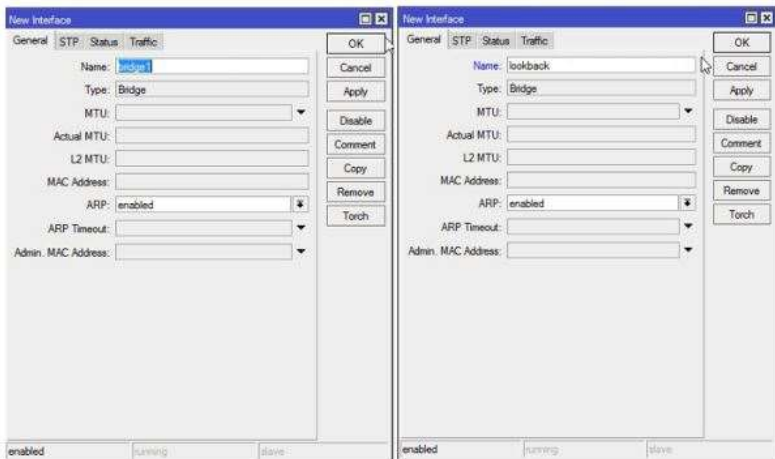 New Interface
General STP Status Traffic
Name: bridge1
Type: Bridge
MTU:
Actual MTU:
L2 MTU:
MAC Address:
ARP: enabled
ARP Timeout:
Admin. MAC Address:
OK
Cancel
Apply
Disable
Comment
Copy
Remove
Torch
enabled running slave
New Interface
General STP Status Traffic
Name: lookback
Type: Bridge
MTU:
Actual MTU:
L2 MTU:
MAC Address:
ARP: enabled
ARP Timeout:
Admin. MAC Address:
OK
Cancel
Apply
Disable
Comment
Copy
Remove
Torch
enabled running slave